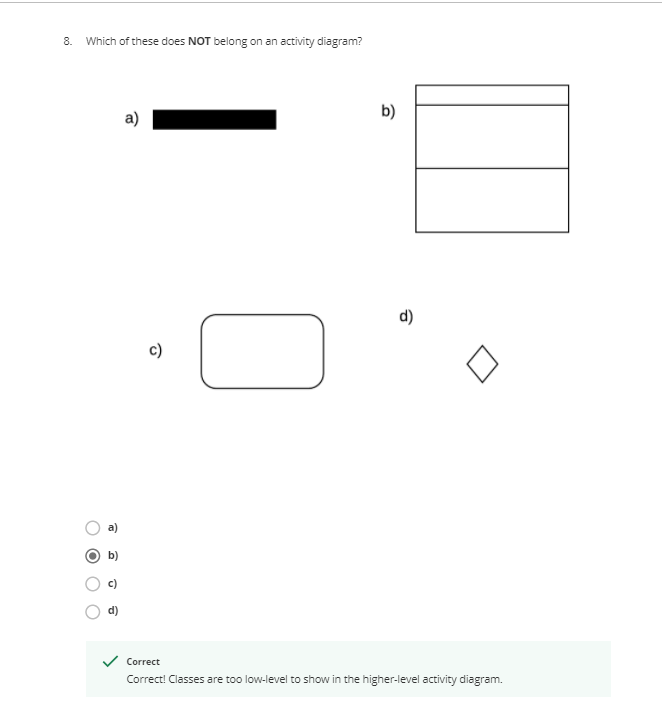 8. Which of these does NOT belong on an activity diagram?
a)
b)
c)
d)
a)
b)
c)
d)
Correct
Correct! Classes are too low-level to show in the higher-level activity diagram.